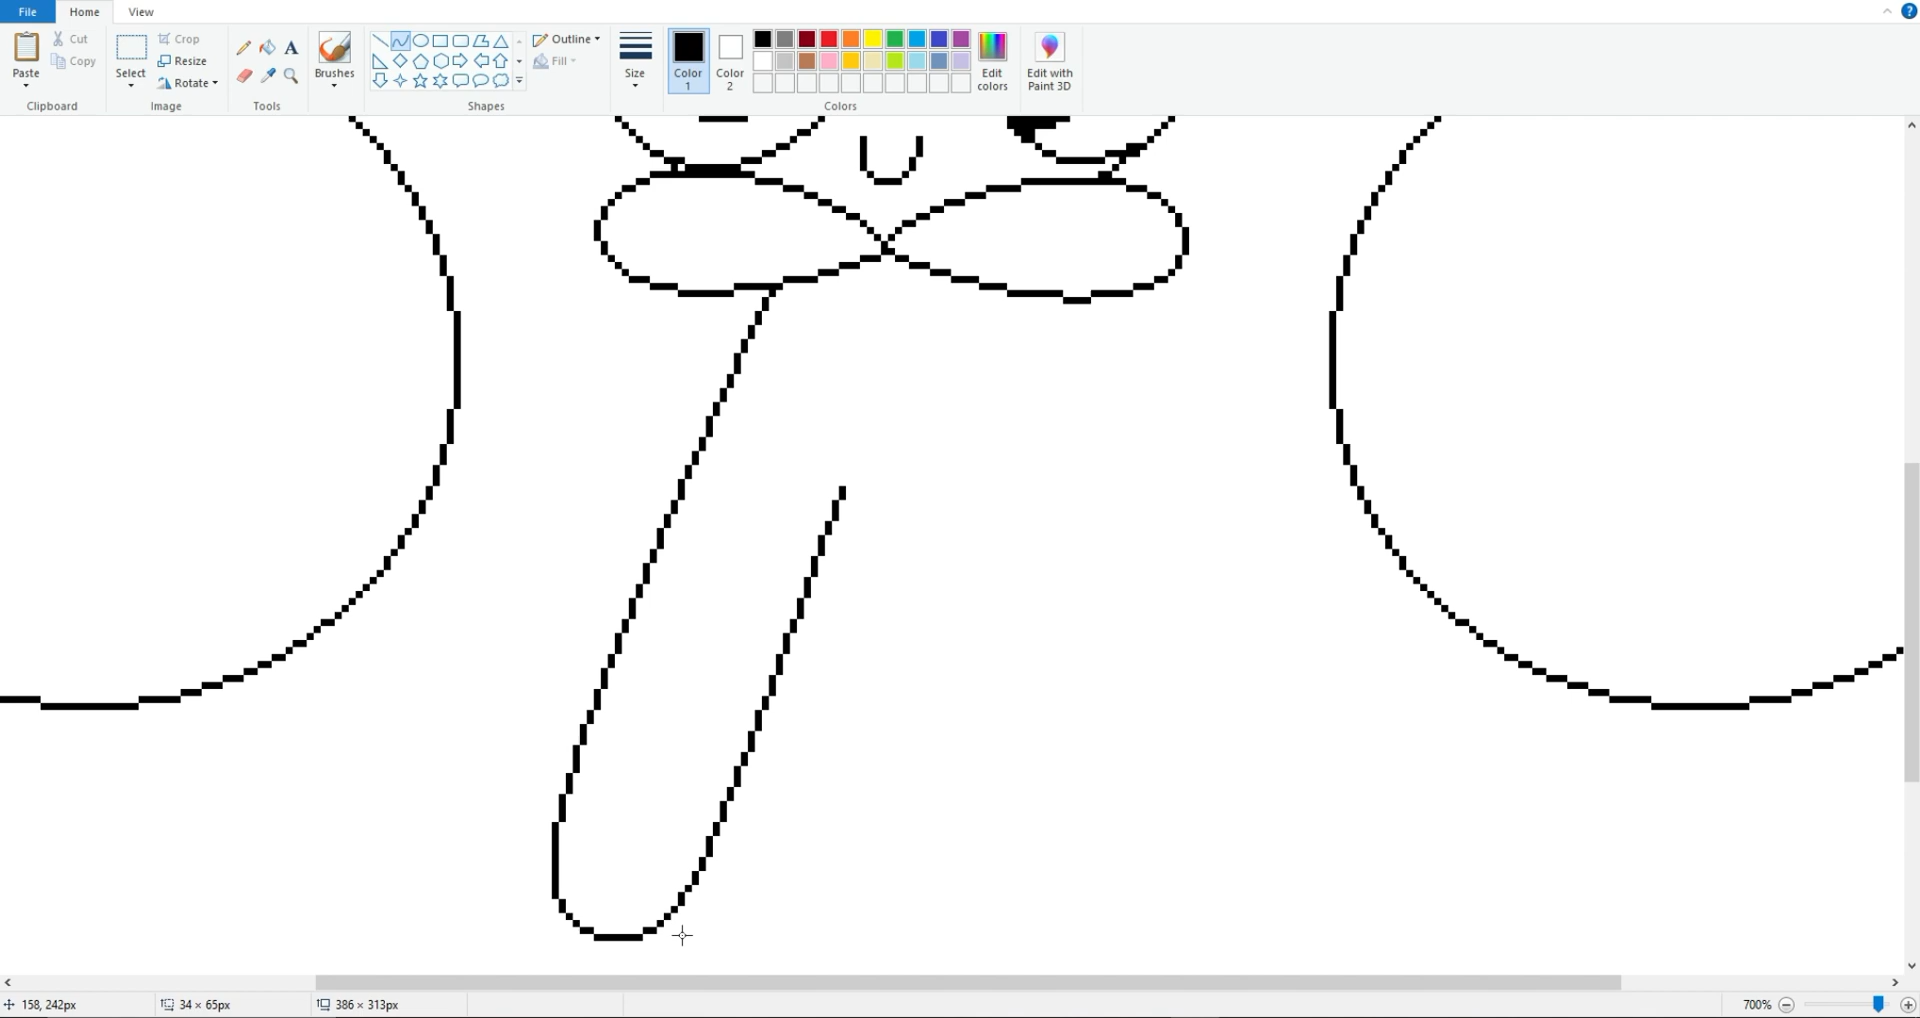 File Home View
Paste
Cut
Copy
Clipboard
Select
Crop
Resize
Rotate
Image
A
Tools
Brushes
Outline
Fill
Shapes
Size
Color 1
Color 2
Edit colors
Colors
Edit with Paint 3D
158, 242px 34 × 65px 386 × 313px 700%